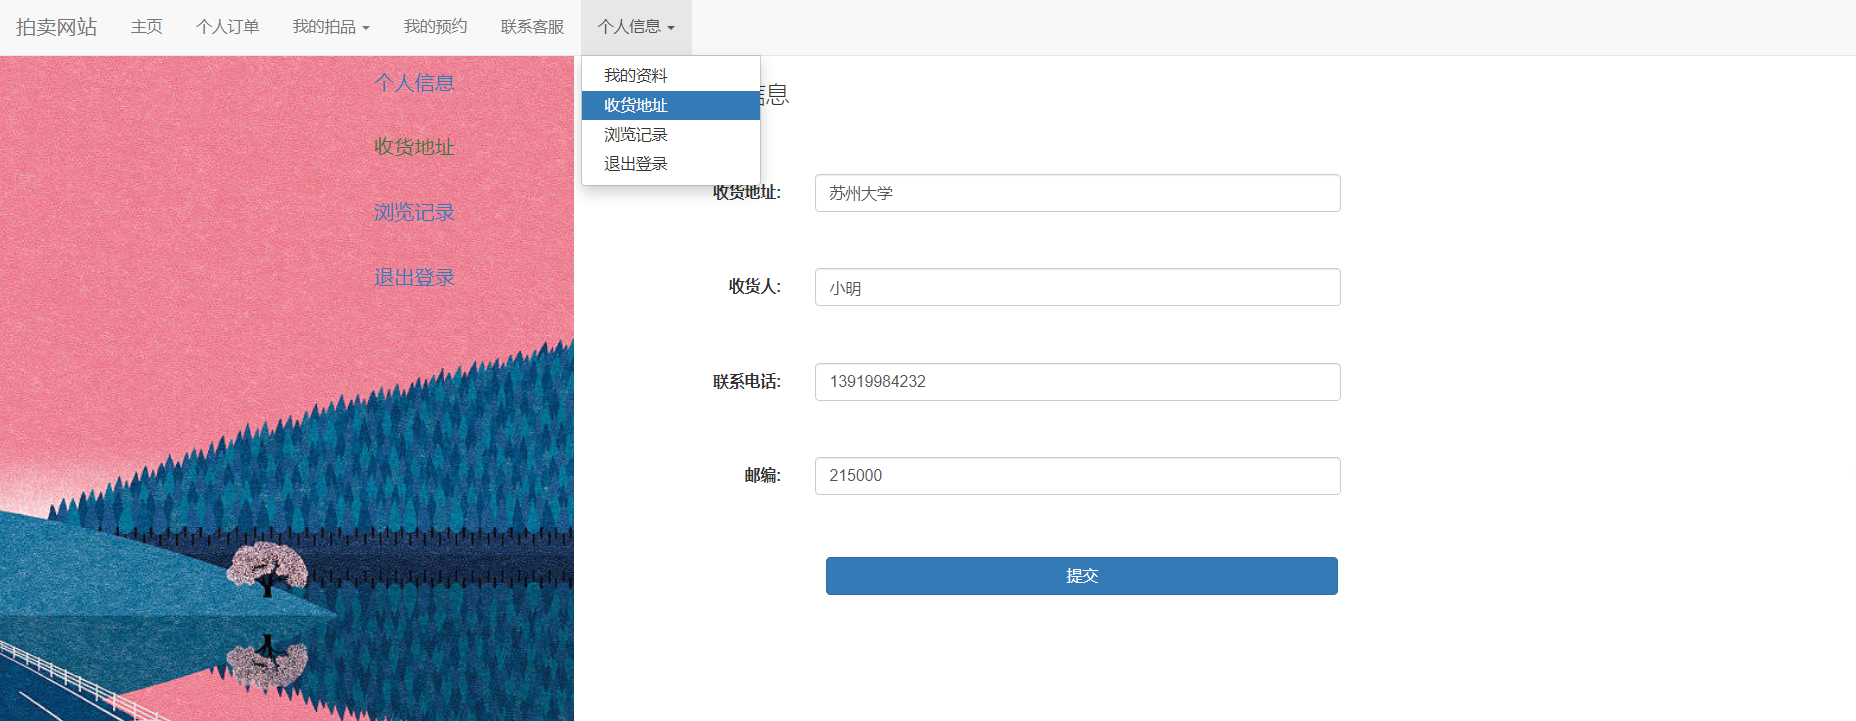 拍卖网站 主页 个人订单 我的拍品 我的预约 联系客服 个人信息
个人信息
收货地址
浏览记录
退出登录
我的资料
收货地址
浏览记录
退出登录
信息
收货地址: 苏州大学
收货人: 小明
联系电话: 13919984232
邮编: 215000
提交